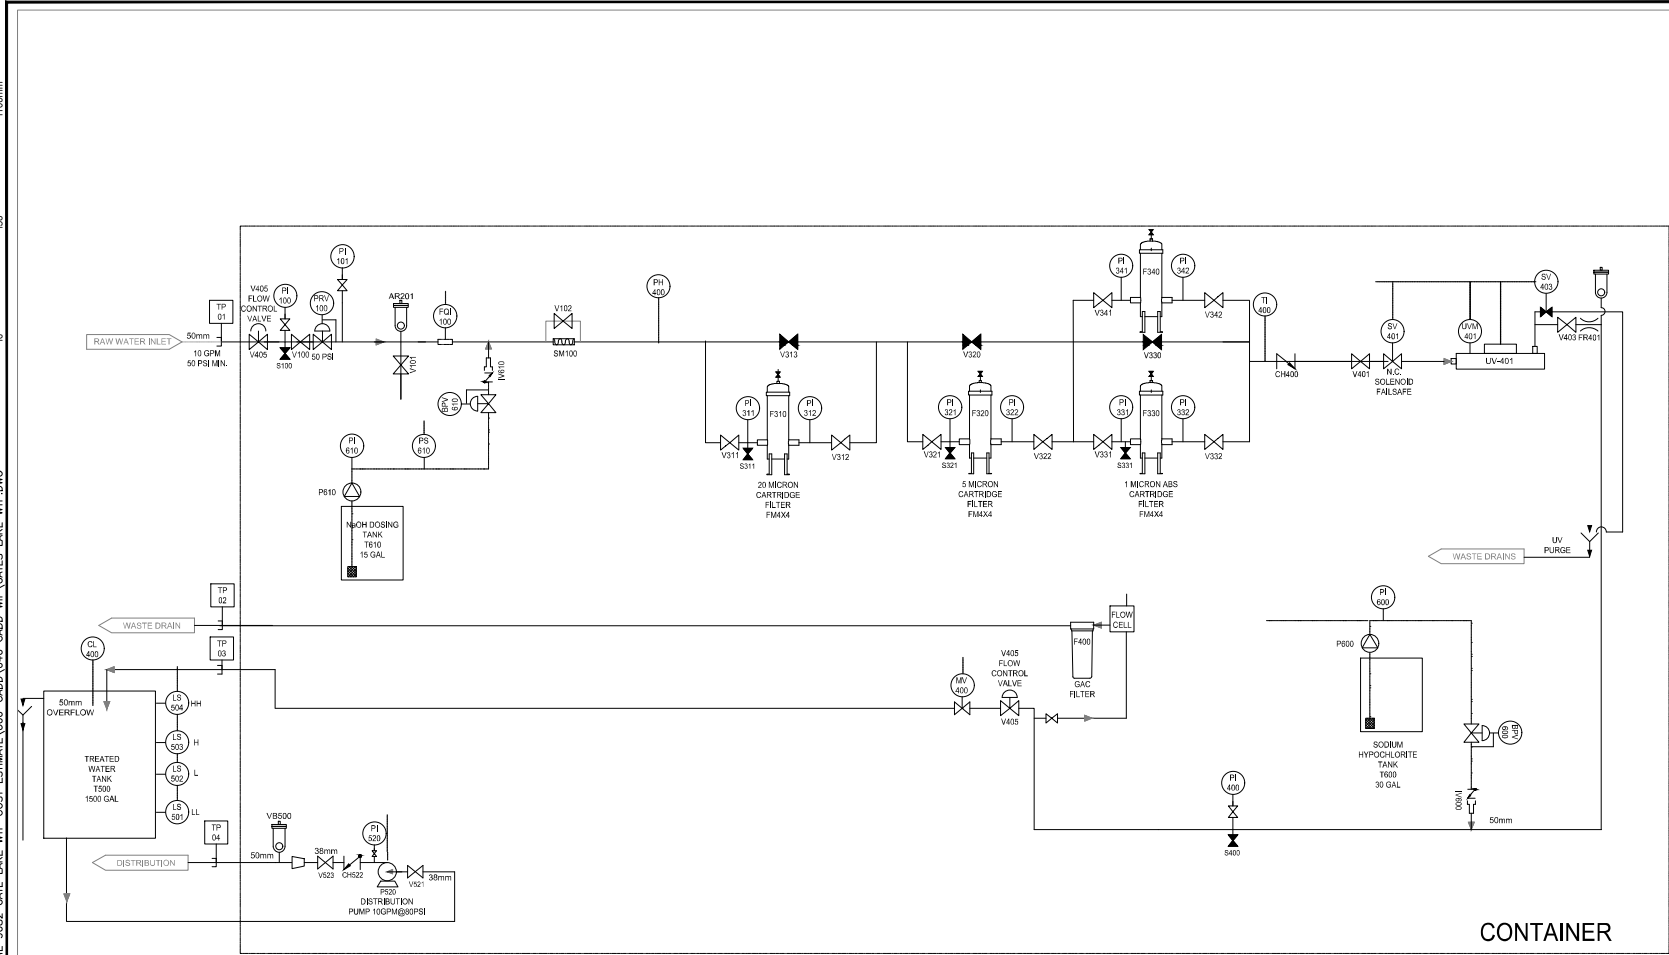 PI
101
V405
FLOW
CONTROL
VALVE
PI
100
PRV
100
AR201
FQI
100
V102
PH
400
PI
341
F340
PI
342
TI
400
SV
403
TP
01
RAW WATER INLET
50mm
10 GPM
50 PSI MIN.
V405
S100
V100
50 PSI
V101
IV610
SM100
V313
V320
V341
V342
V330
CH400
V401
SV
401
N.C.
SOLENOID
FAILSAFE
UVM
401
UV-401
V403
FR401
BPV
610
PI
610
PS
610
P610
NaOH DOSING
TANK
T610
15 GAL
PI
311
F310
PI
312
V311
S311
V312
20 MICRON
CARTRIDGE
FILTER
FM4X4
PI
321
F320
PI
322
V321
S321
V322
5 MICRON
CARTRIDGE
FILTER
FM4X4
PI
331
F330
PI
332
V331
S331
V332
1 MICRON ABS
CARTRIDGE
FILTER
FM4X4
UV
PURGE
WASTE DRAINS
TP
02
WASTE DRAIN
TP
03
CL
400
FLOW
CELL
F400
GAC
FILTER
V405
FLOW
CONTROL
VALVE
MV
400
V405
PI
600
P600
SODIUM
HYPOCHLORITE
TANK
T600
30 GAL
BPV
600
IV600
50mm
50mm
OVERFLOW
TREATED
WATER
TANK
T500
1500 GAL
LS
504
HH
LS
503
H
LS
502
L
LS
501
LL
PI
400
S400
TP
04
DISTRIBUTION
VB500
50mm
38mm
V523
CH522
PI
520
P520
V521
38mm
DISTRIBUTION
PUMP 10GPM@80PSI
CONTAINER